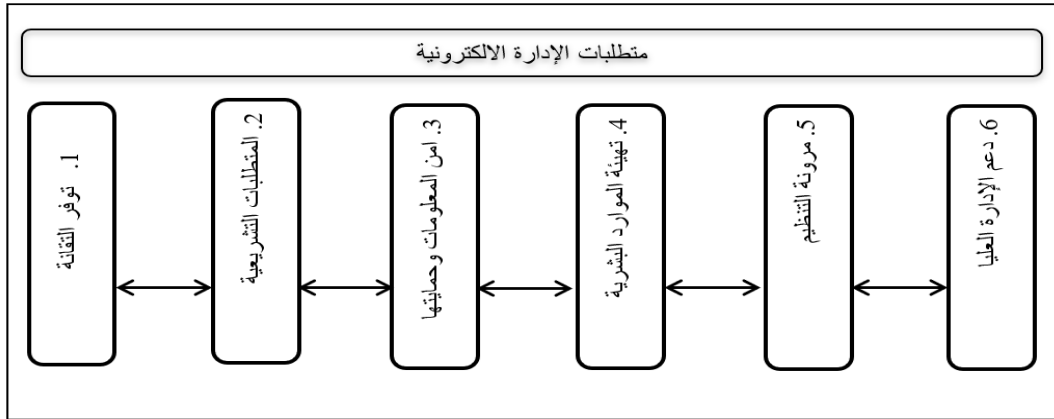 متطلبات الإدارة الالكترونية
1. توفر التقانة
2. المتطلبات التشريعية
3. امن المعلومات وحمايتها
4. تهيئة الموارد البشرية
5. مرونة التنظيم
6. دعم الإدارة العليا